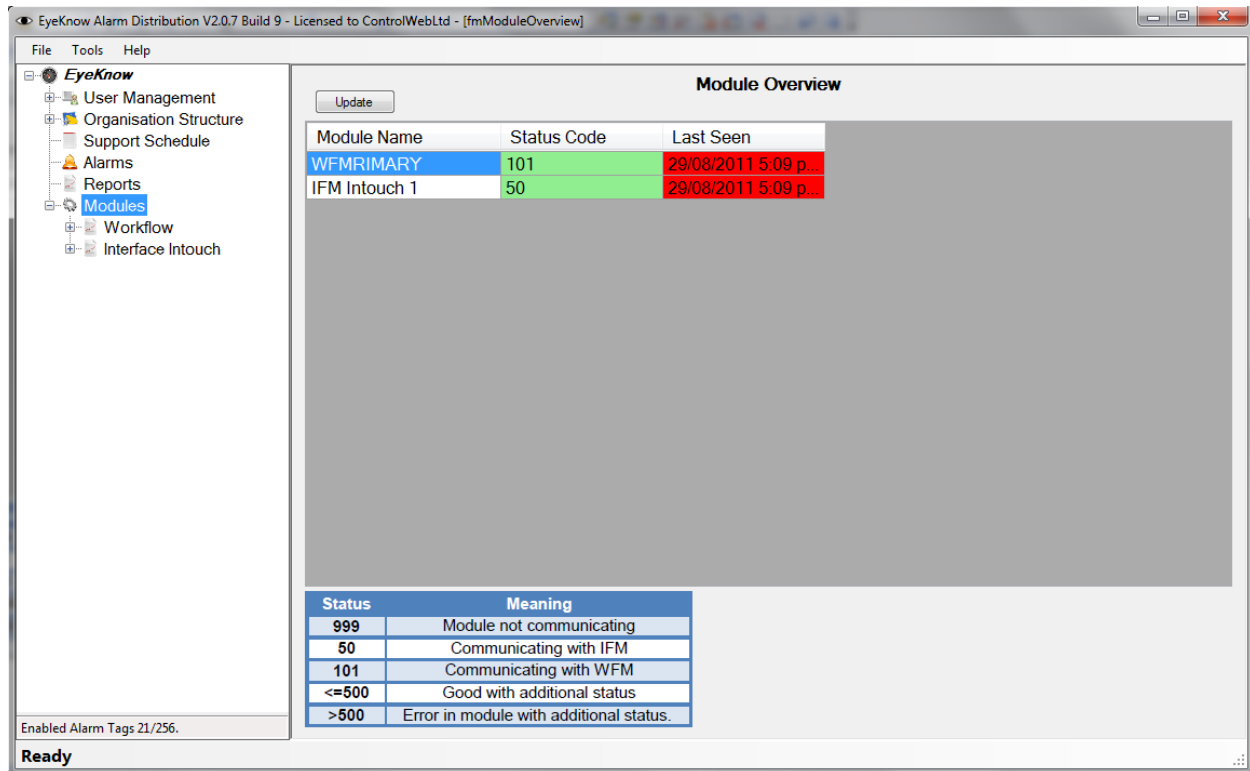 EyeKnow Alarm Distribution V2.0.7 Build 9 - Licensed to ControlWebLtd - [fmModuleOverview]
File Tools Help
EyeKnow
User Management
Organisation Structure
Support Schedule
Alarms
Reports
Modules
Workflow
Interface Intouch
Enabled Alarm Tags 21/256.
Module Overview
Update
Module Name Status Code Last Seen
WFMRIMARY 101 29/08/2011 5:09 p...
IFM Intouch 1 50 29/08/2011 5:09 p...
Status Meaning
999 Module not communicating
50 Communicating with IFM
101 Communicating with WFM
<=500 Good with additional status
>500 Error in module with additional status.
Ready